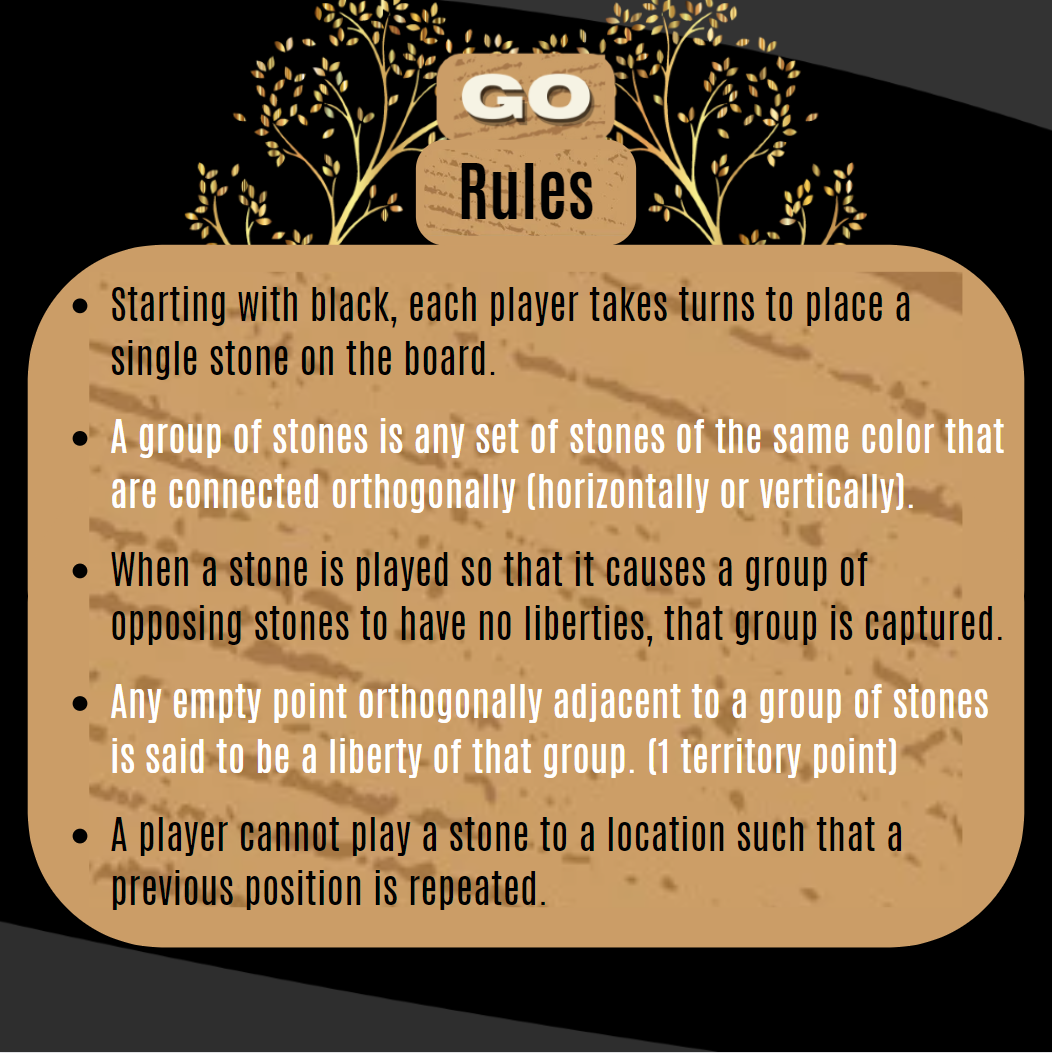 GO
Rules
• Starting with black, each player takes turns to place a
single stone on the board.
• A group of stones is any set of stones of the same color that
are connected orthogonally (horizontally or vertically).
• When a stone is played so that it causes a group of
opposing stones to have no liberties, that group is captured.
• Any empty point orthogonally adjacent to a group of stones
is said to be a liberty of that group. (1 territory point)
• A player cannot play a stone to a location such that a
previous position is repeated.